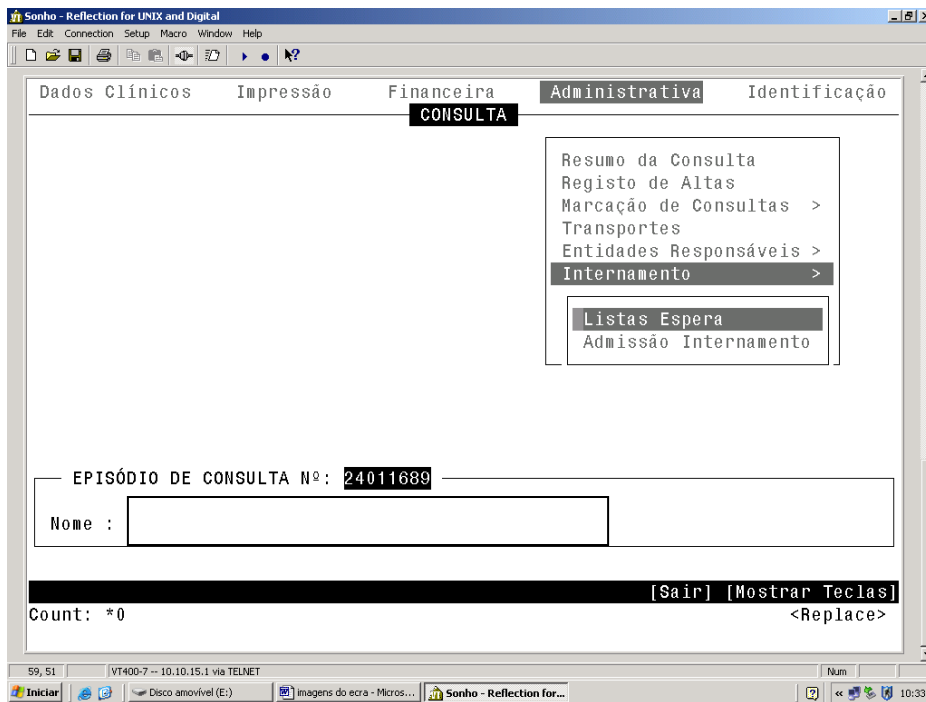 Sonho - Reflection for UNIX and Digital
File Edit Connection Setup Macro Window Help
Dados Clínicos Impressão Financeira Administrativa Identificação
CONSULTA
Resumo da Consulta
Registo de Altas
Marcação de Consultas >
Transportes
Entidades Responsáveis >
Internamento >
Listas Espera
Admissão Internamento
EPISÓDIO DE CONSULTA Nº: 24011689
Nome :
[Sair] [Mostrar Teclas]
Count: *0 <Replace>
59, 51 VT400-7 -- 10.10.15.1 via TELNET Num
Iniciar Disco amovível (E:) imagens do ecra - Micros... Sonho - Reflection for... « 10:33